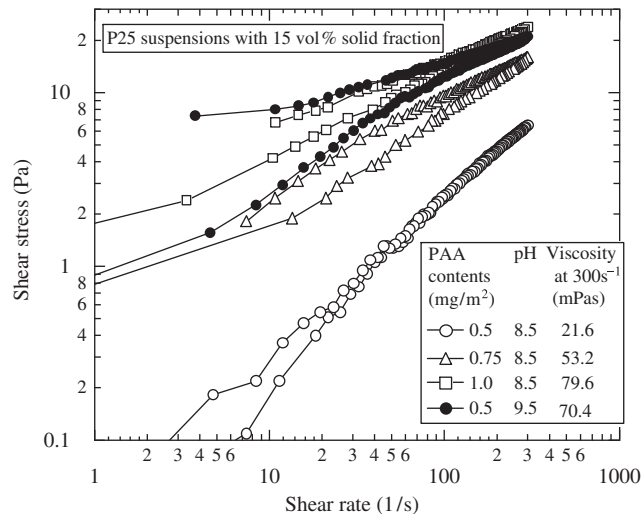 P25 suspensions with 15 vol% solid fraction
Shear stress (Pa)
2
10
8
6
4
2
1
8
6
4
2
0.1
PAA pH Viscosity
contents at 300s⁻¹
(mg/m²) (mPas)
0.5 8.5 21.6
0.75 8.5 53.2
1.0 8.5 79.6
0.5 9.5 70.4
1 2 3 4 5 6 10 2 3 4 5 6 100 2 3 4 5 6 1000
Shear rate (1/s)